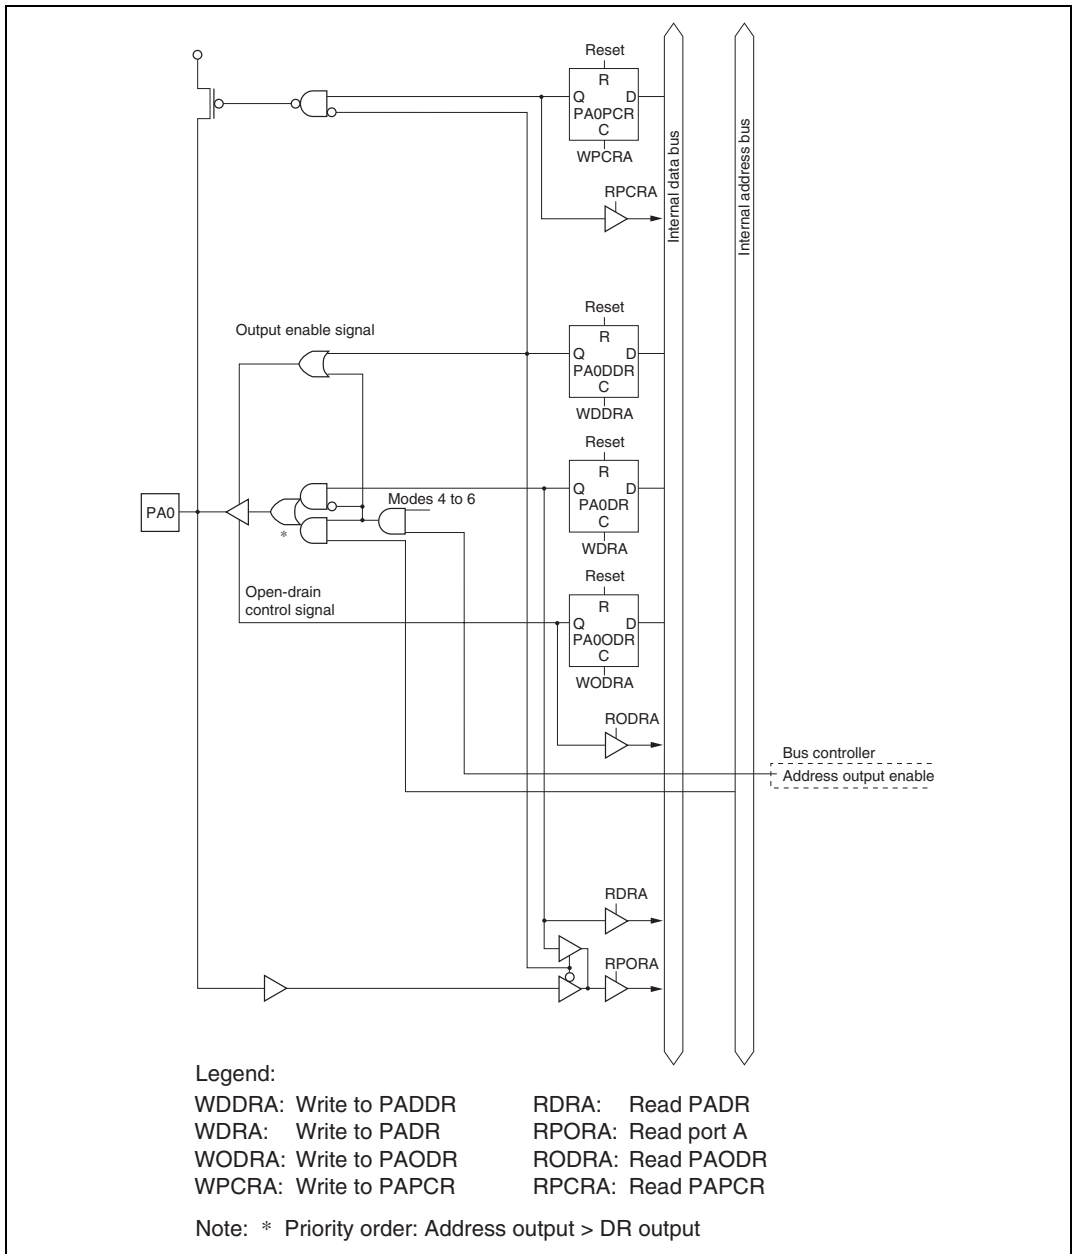 Reset
R
Q D
PA0PCR
C
WPCRA
RPCRA
Internal data bus
Internal address bus
Reset
R
Output enable signal
Q D
PA0DDR
C
WDDRA
Reset
R
Q D
Modes 4 to 6
PA0DR
PA0
C
*
WDRA
Reset
Open-drain
control signal
R
Q D
PA0ODR
C
WODRA
RODRA
Bus controller
Address output enable
RDRA
RPORA
Legend:
WDDRA: Write to PADDR RDRA: Read PADR
WDRA: Write to PADR RPORA: Read port A
WODRA: Write to PAODR RODRA: Read PAODR
WPCRA: Write to PAPCR RPCRA: Read PAPCR
Note: * Priority order: Address output > DR output